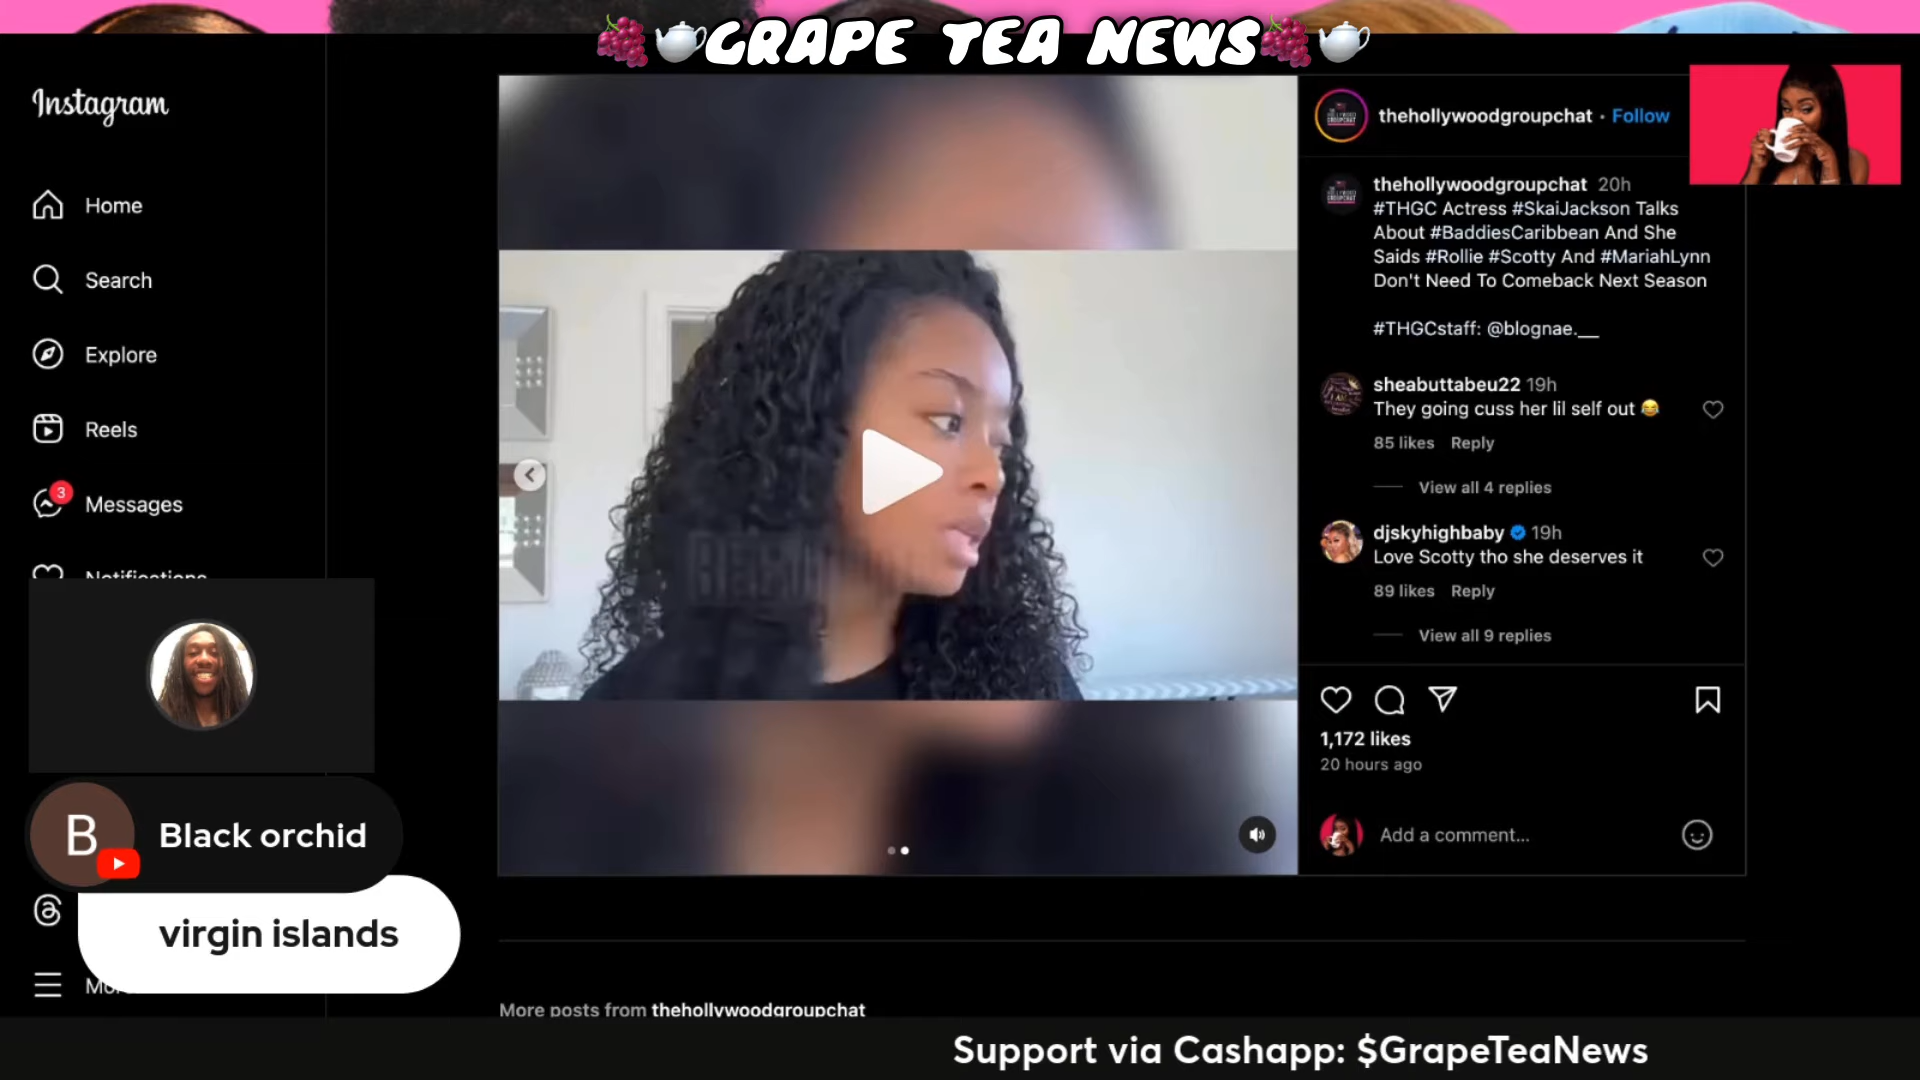 GRAPE TEA NEWS
Instagram
Home
Search
Explore
Reels
3
Messages
Notifications
B
Black orchid
virgin islands
thehollywoodgroupchat • Follow
thehollywoodgroupchat 20h
#THGC Actress #SkaiJackson Talks
About #BaddiesCaribbean And She
Saids #Rollie #Scotty And #MariahLynn
Don't Need To Comeback Next Season
#THGCstaff: @blognae.__
sheabuttabeu22 19h
They going cuss her lil self out 😂
85 likes Reply
View all 4 replies
djskyhighbaby 19h
Love Scotty tho she deserves it
89 likes Reply
View all 9 replies
1,172 likes
20 hours ago
Add a comment...
More posts from thehollywoodgroupchat
Support via Cashapp: $GrapeTeaNews